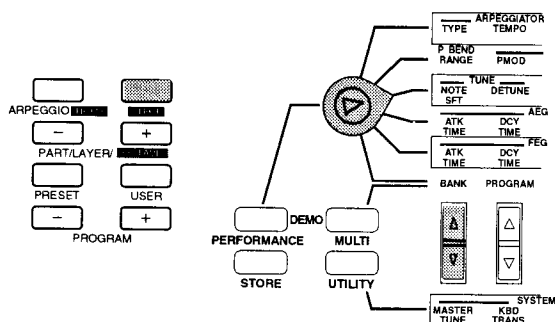 ARPEGGIO
- +
PART/LAYER/
PRESET USER
- +
PROGRAM
ARPEGGIATOR
TYPE TEMPO
P BEND
RANGE PMOD
TUNE
NOTE DETUNE
SFT
AEG
ATK DCY
TIME TIME
FEG
ATK DCY
TIME TIME
BANK PROGRAM
DEMO
PERFORMANCE MULTI
STORE UTILITY
SYSTEM
MASTER KBD
TUNE TRANS